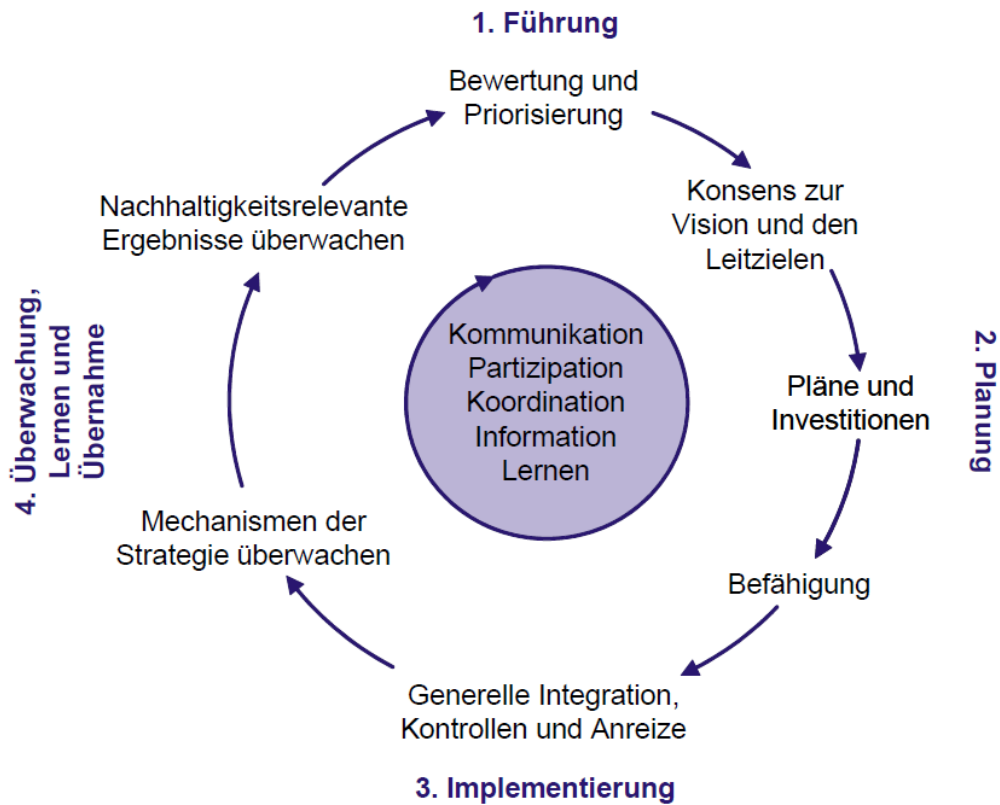 1. Führung
Bewertung und
Priorisierung
Konsens zur
Vision und den
Leitzielen
2. Planung
Pläne und
Investitionen
Befähigung
Generelle Integration,
Kontrollen und Anreize
3. Implementierung
Mechanismen der
Strategie überwachen
4. Überwachung,
Lernen und
Übernahme
Nachhaltigkeitsrelevante
Ergebnisse überwachen
Kommunikation
Partizipation
Koordination
Information
Lernen